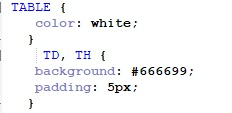 TABLE {
color: white;
}
TD, TH {
background: #666699;
padding: 5px;
}